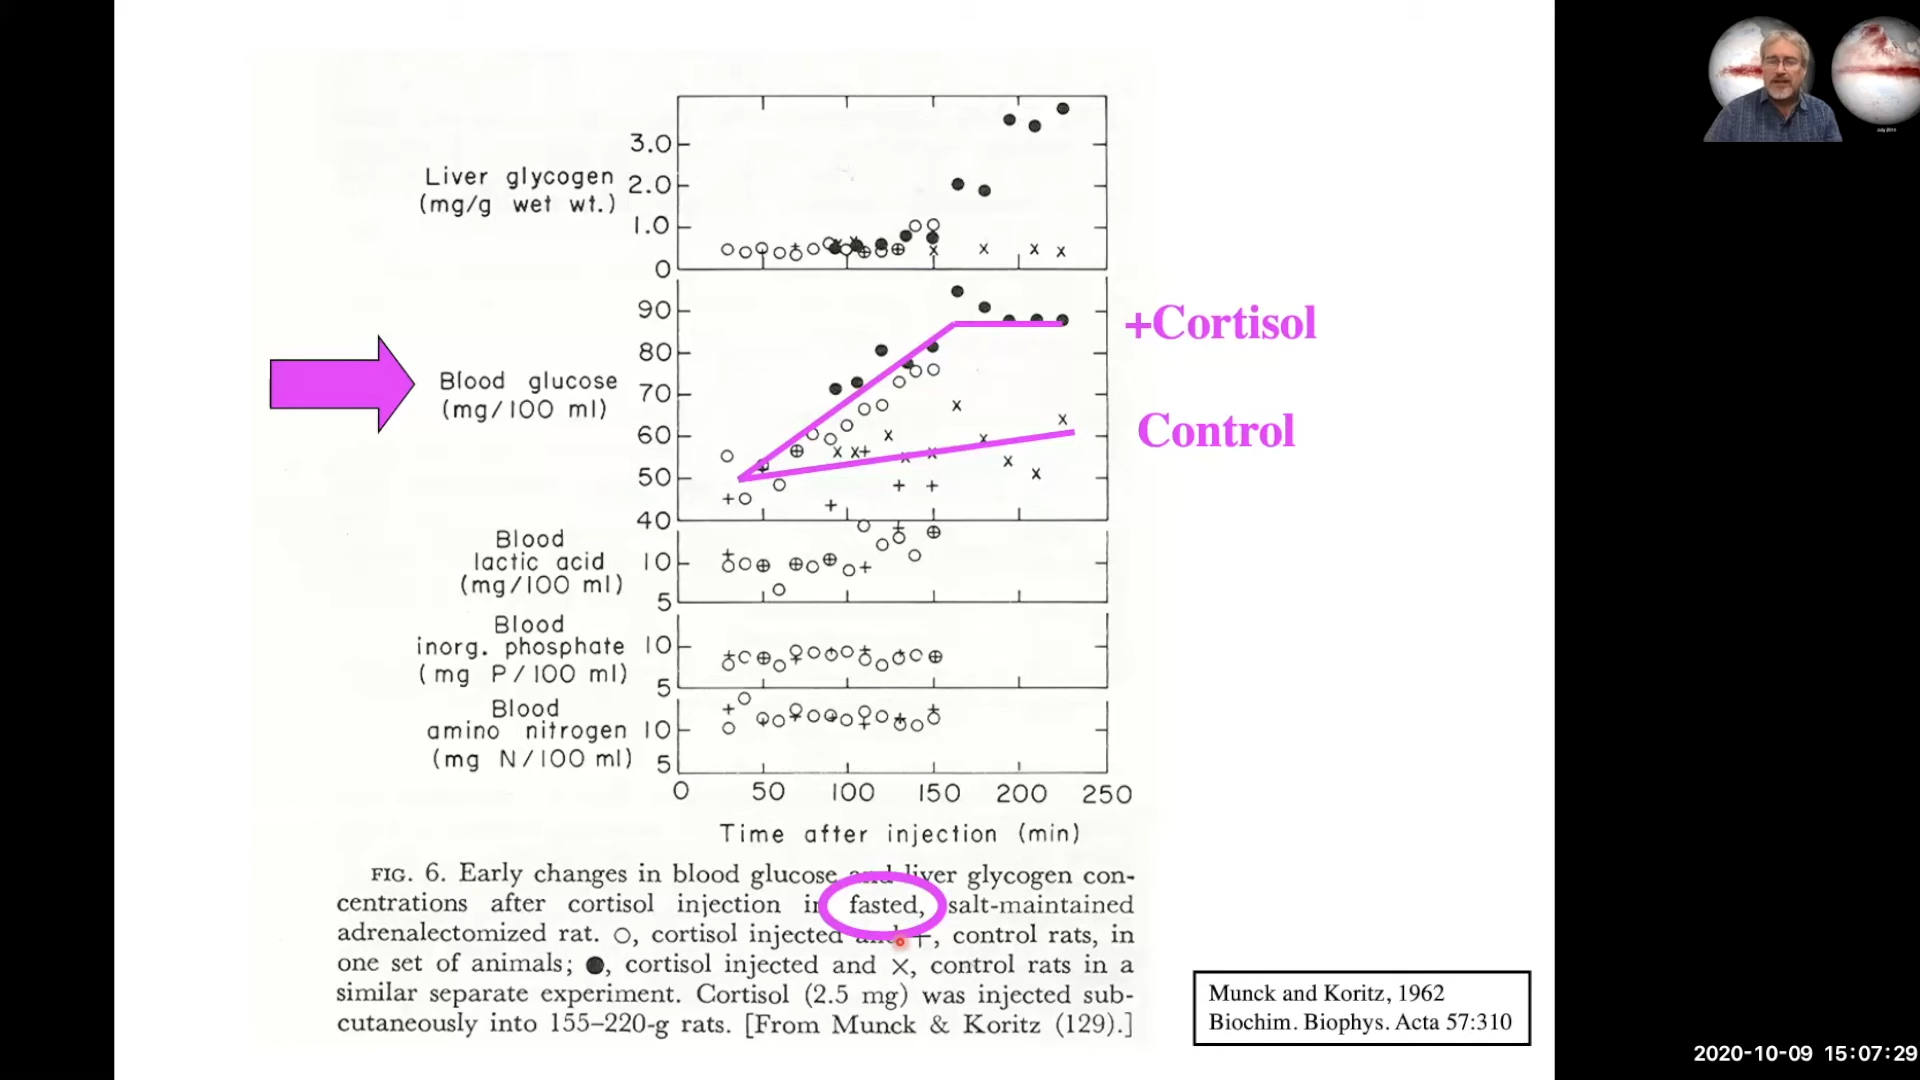 Liver glycogen
(mg/g wet wt.)
3.0
2.0
1.0
0
Blood glucose
(mg/100 ml)
90
80
70
60
50
40
+Cortisol
Control
Blood
lactic acid
(mg/100 ml)
10
5
Blood
inorg. phosphate
(mg P/100 ml)
10
5
Blood
amino nitrogen
(mg N/100 ml)
10
5
0 50 100 150 200 250
Time after injection (min)
FIG. 6. Early changes in blood glucose and liver glycogen con-
centrations after cortisol injection in fasted, salt-maintained
adrenalectomized rat. ○, cortisol injected and +, control rats, in
one set of animals; ●, cortisol injected and ×, control rats in a
similar separate experiment. Cortisol (2.5 mg) was injected sub-
cutaneously into 155–220-g rats. [From Munck & Koritz (129).]
Munck and Koritz, 1962
Biochim. Biophys. Acta 57:310
2020-10-09 15:07:29